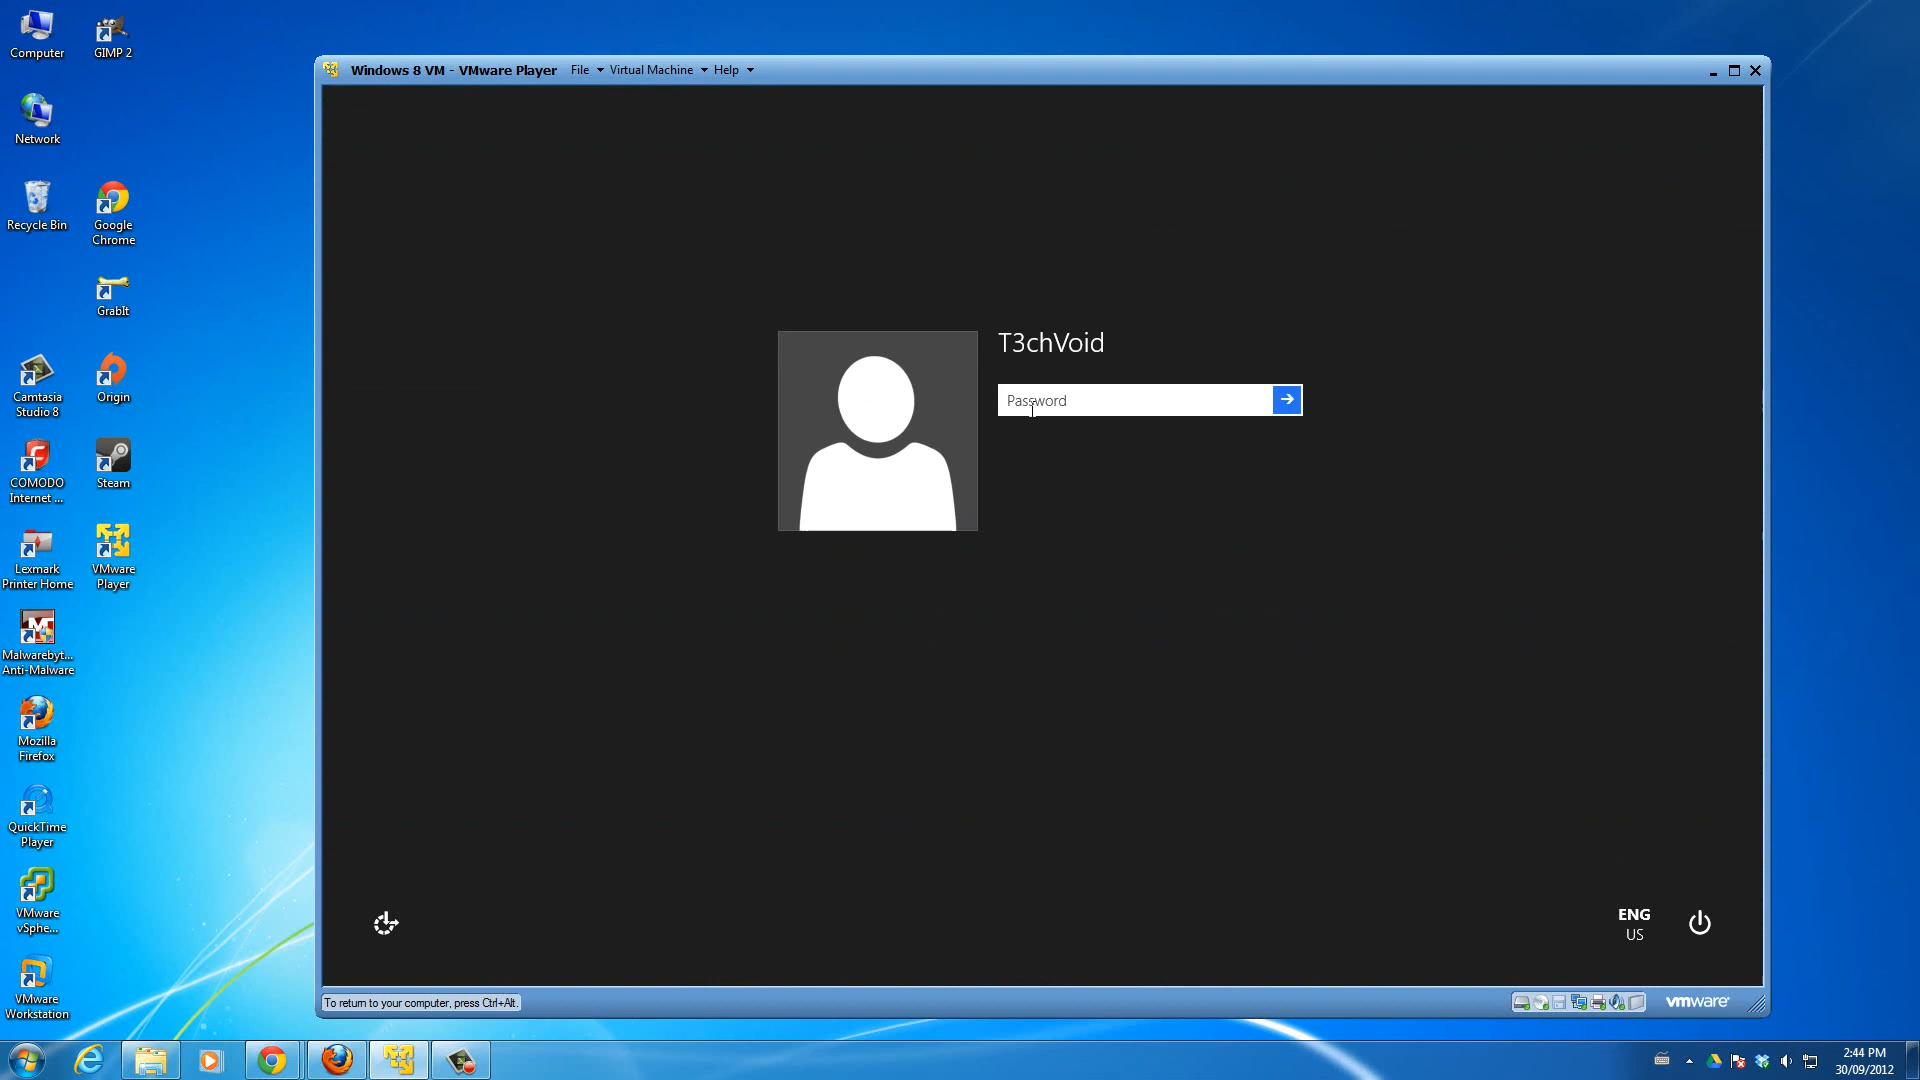 Computer
GIMP 2
Windows 8 VM - VMware Player File Virtual Machine Help
Network
Recycle Bin
Google
Chrome
GrabIt
T3chVoid
Password
Camtasia
Studio 8
Origin
COMODO
Internet ...
Steam
Lexmark
Printer Home
VMware
Player
Malwarebyt...
Anti-Malware
Mozilla
Firefox
QuickTime
Player
VMware
vSphe...
VMware
Workstation
ENG
US
To return to your computer, press Ctrl+Alt.
vmware
2:44 PM
30/09/2012